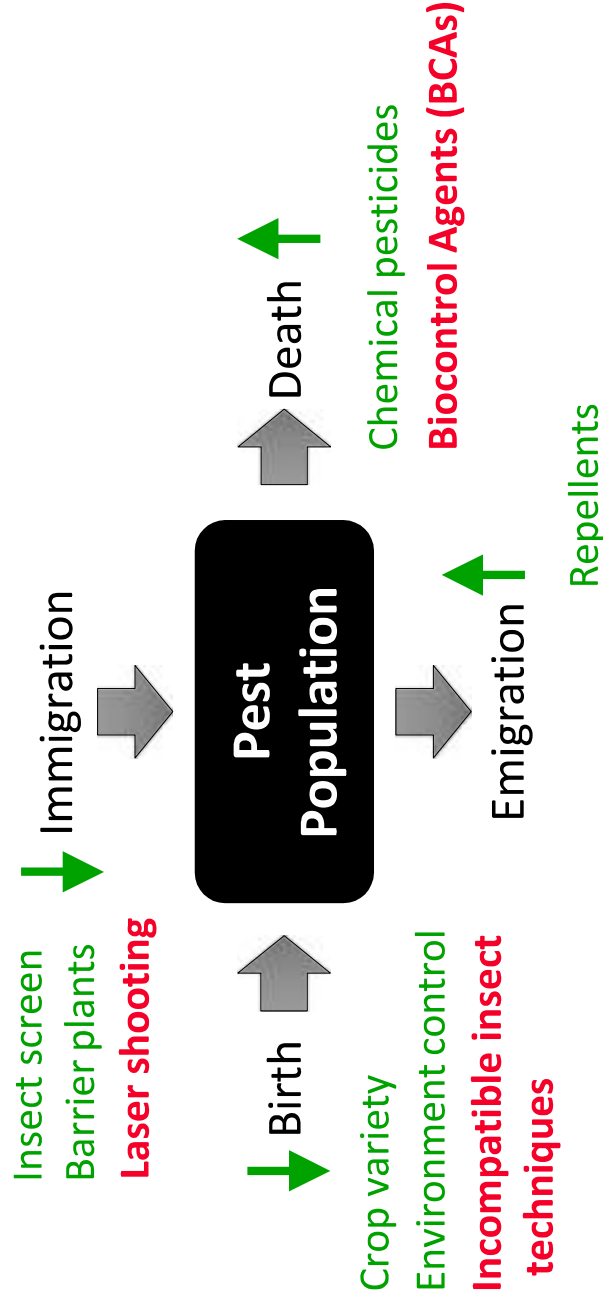 Insect screen
Barrier plants
Laser shooting
Immigration
Birth
Pest
Population
Death
Crop variety
Environment control
Incompatible insect
techniques
Emigration
Repellents
Chemical pesticides
Biocontrol Agents (BCAs)